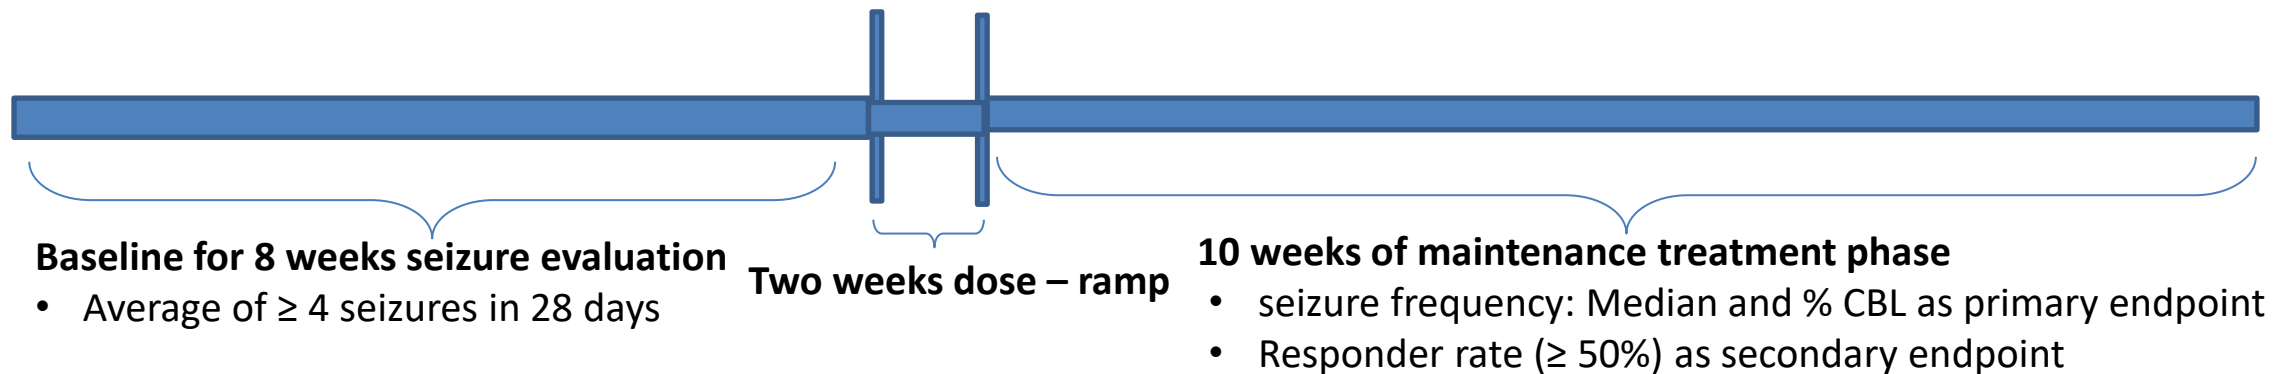 Baseline for 8 weeks seizure evaluation
• Average of ≥ 4 seizures in 28 days
Two weeks dose – ramp
10 weeks of maintenance treatment phase
• seizure frequency: Median and % CBL as primary endpoint
• Responder rate (≥ 50%) as secondary endpoint